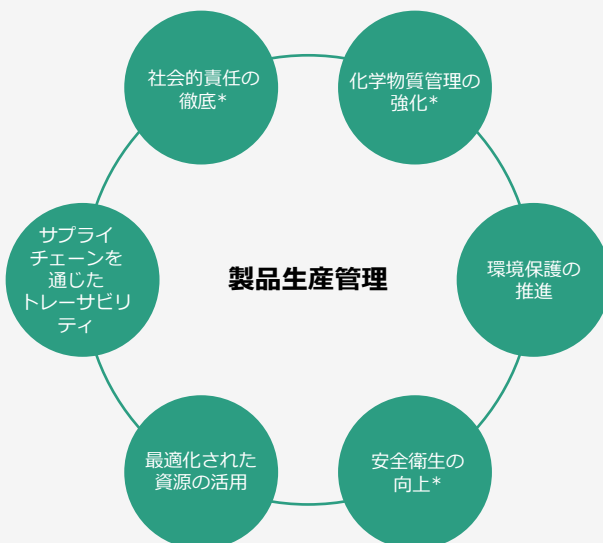 社会的責任の
徹底*
化学物質管理の
強化*
サプライ
チェーンを
通じた
トレーサビリ
ティ
製品生産管理
環境保護の
推進
最適化された
資源の活用
安全衛生の
向上*